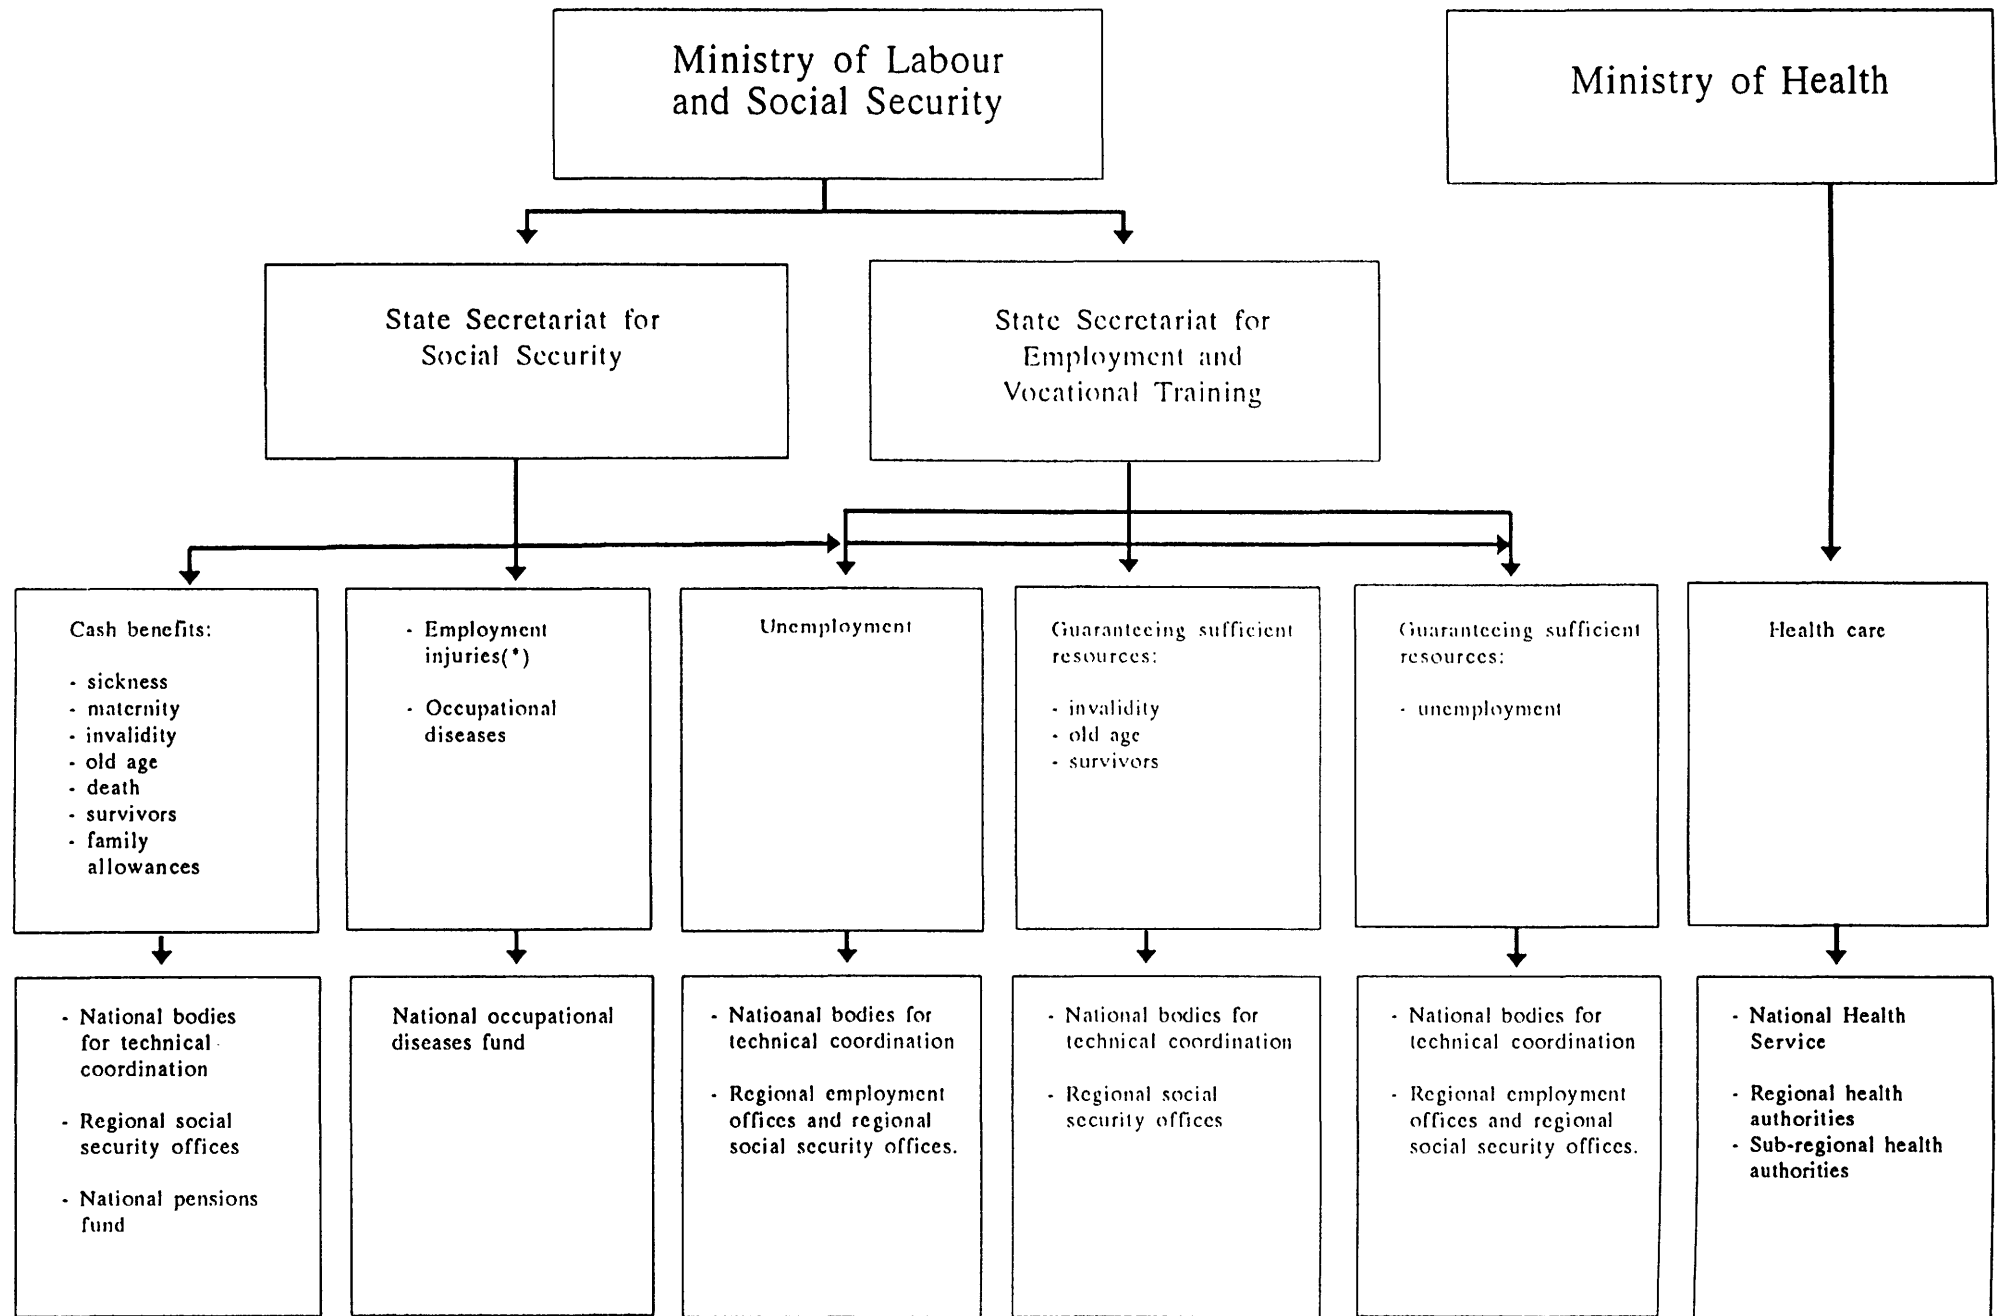 Ministry of Labour
and Social Security
Ministry of Health
State Secretariat for
Social Security
State Secretariat for
Employment and
Vocational Training
Cash benefits:
- sickness
- maternity
- invalidity
- old age
- death
- survivors
- family
allowances
- Employment
injuries(*)
- Occupational
diseases
Unemployment
Guaranteeing sufficient
resources:
- invalidity
- old age
- survivors
Guaranteeing sufficient
resources:
- unemployment
Health care
- National bodies
for technical
coordination
- Regional social
security offices
- National pensions
fund
National occupational
diseases fund
- Natioanal bodies for
technical coordination
- Regional employment
offices and regional
social security offices.
- National bodies for
technical coordination
- Regional social
security offices
- National bodies for
technical coordination
- Regional employment
offices and regional
social security offices.
- National Health
Service
- Regional health
authorities
- Sub-regional health
authorities